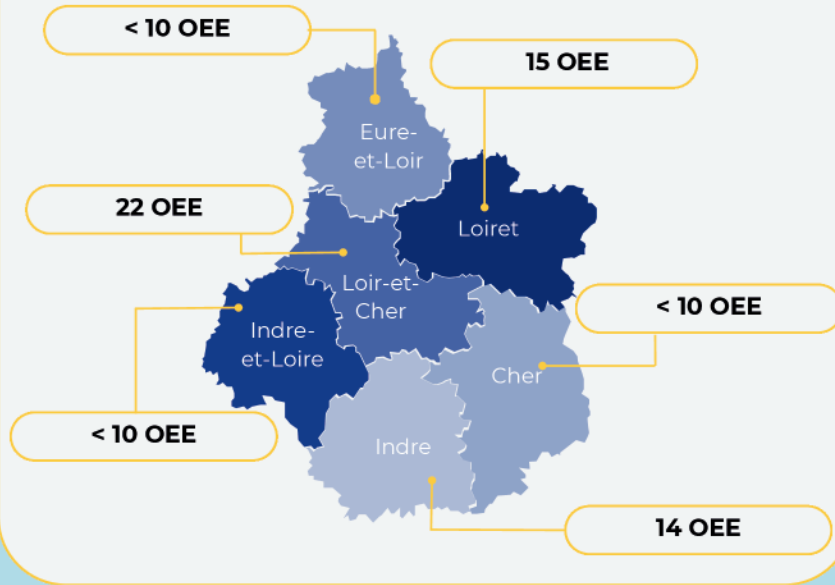 < 10 OEE
15 OEE
Eure-
et-Loir
22 OEE
Loiret
Loir-et-
Cher
< 10 OEE
Indre-
et-Loire
Cher
< 10 OEE
Indre
14 OEE